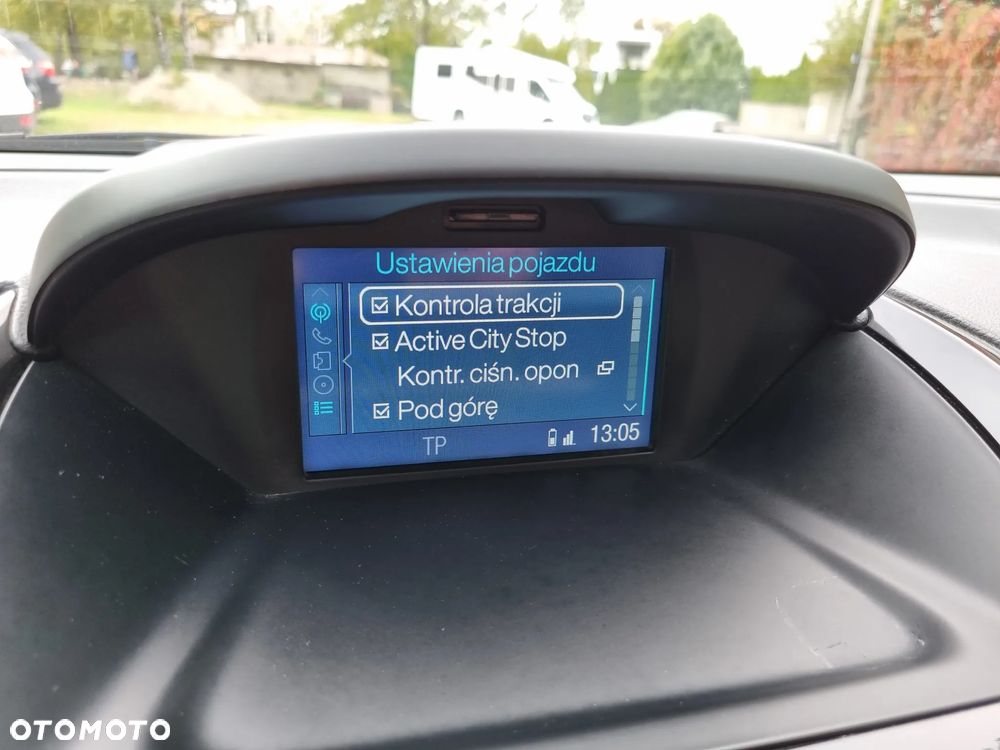 Ustawienia pojazdu
Kontrola trakcji
Active City Stop
Kontr. ciśn. opon
Pod górę
TP 13:05
OTOMOTO